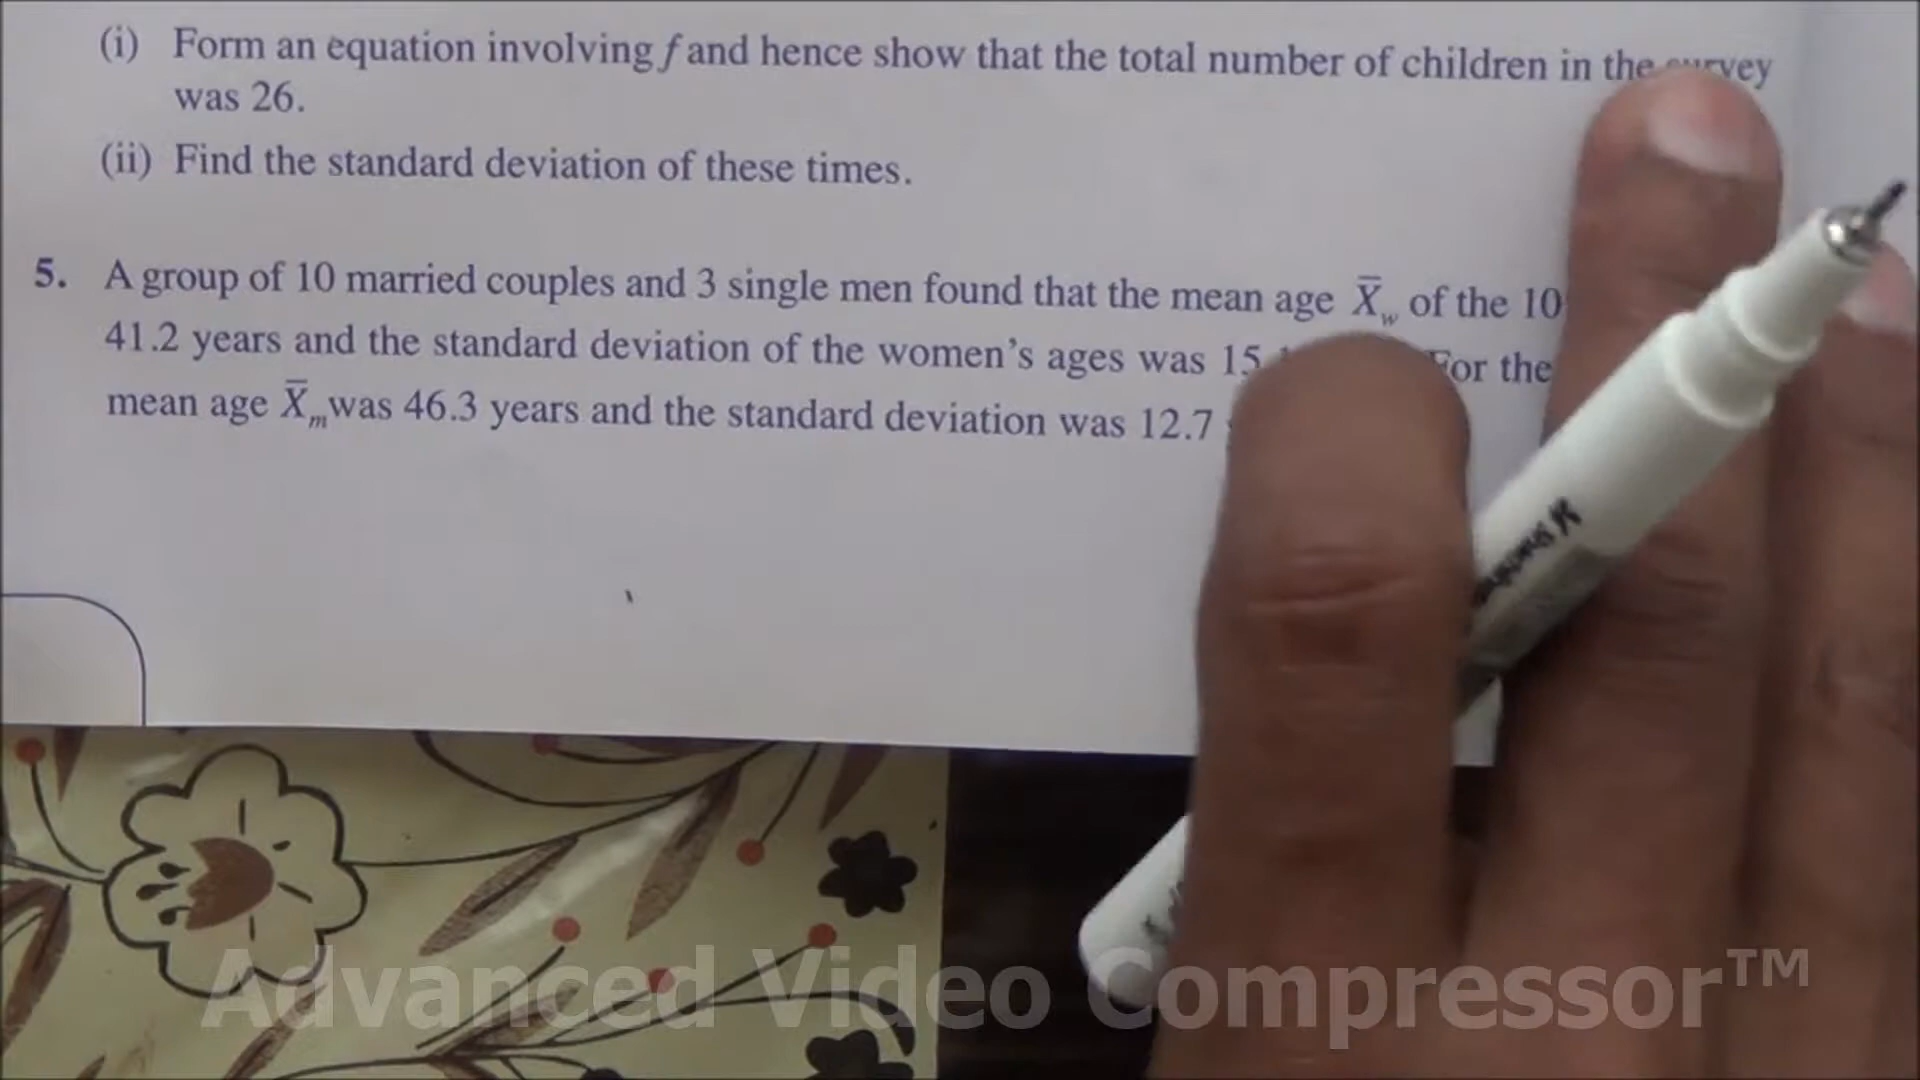 (i) Form an equation involving f and hence show that the total number of children in the survey
was 26.
(ii) Find the standard deviation of these times.
5. A group of 10 married couples and 3 single men found that the mean age X̄w of the 10
41.2 years and the standard deviation of the women's ages was 15. For the
mean age X̄m was 46.3 years and the standard deviation was 12.7
Advanced Video Compressor™